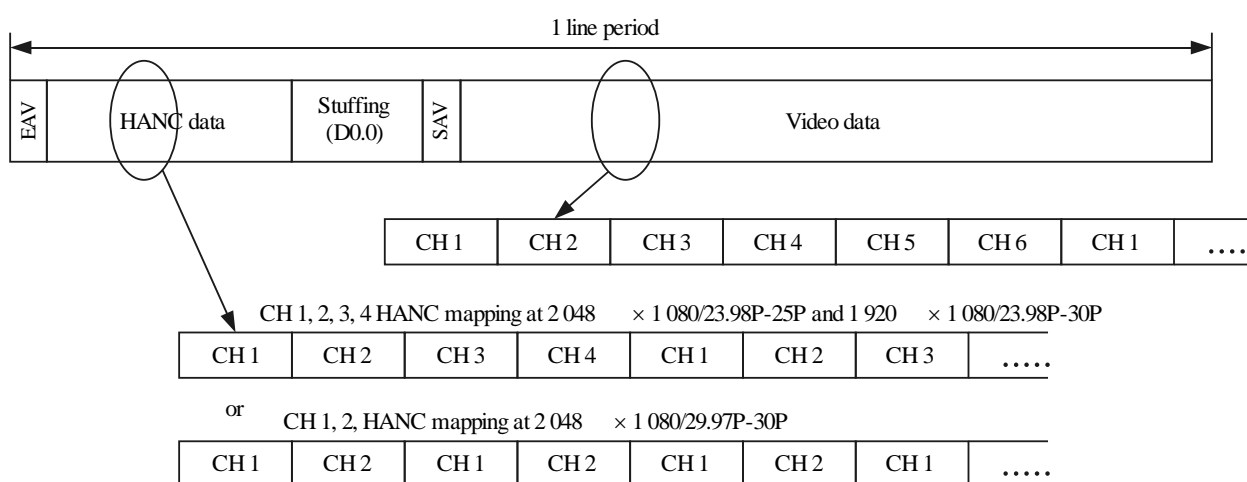 1 line period
EAV HANC data Stuffing (D0.0) SAV Video data
CH 1 CH 2 CH 3 CH 4 CH 5 CH 6 CH 1 ....
CH 1, 2, 3, 4 HANC mapping at 2 048 × 1 080/23.98P-25P and 1 920 × 1 080/23.98P-30P
CH 1 CH 2 CH 3 CH 4 CH 1 CH 2 CH 3 .....
or
CH 1, 2, HANC mapping at 2 048 × 1 080/29.97P-30P
CH 1 CH 2 CH 1 CH 2 CH 1 CH 2 CH 1 .....